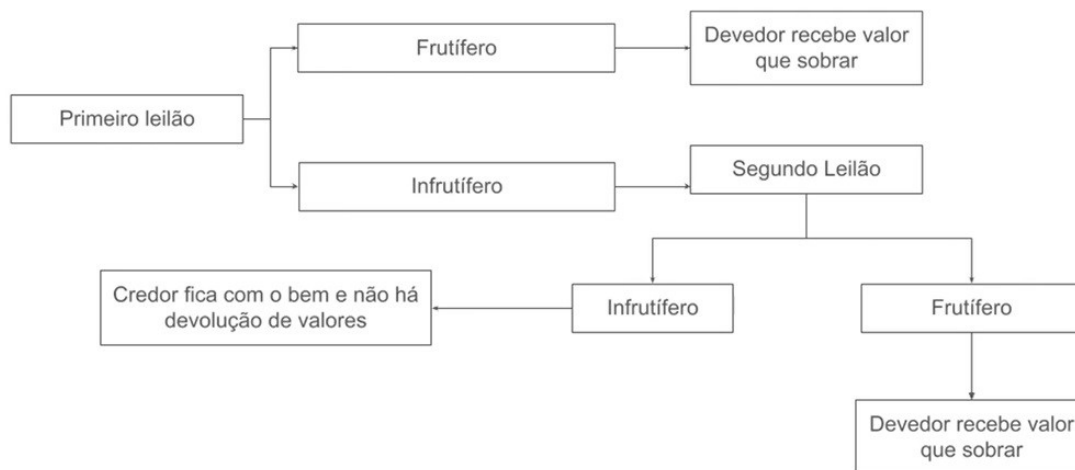 Primeiro leilão
Frutífero
Devedor recebe valor
que sobrar
Infrutífero
Segundo Leilão
Infrutífero
Credor fica com o bem e não há
devolução de valores
Frutífero
Devedor recebe valor
que sobrar